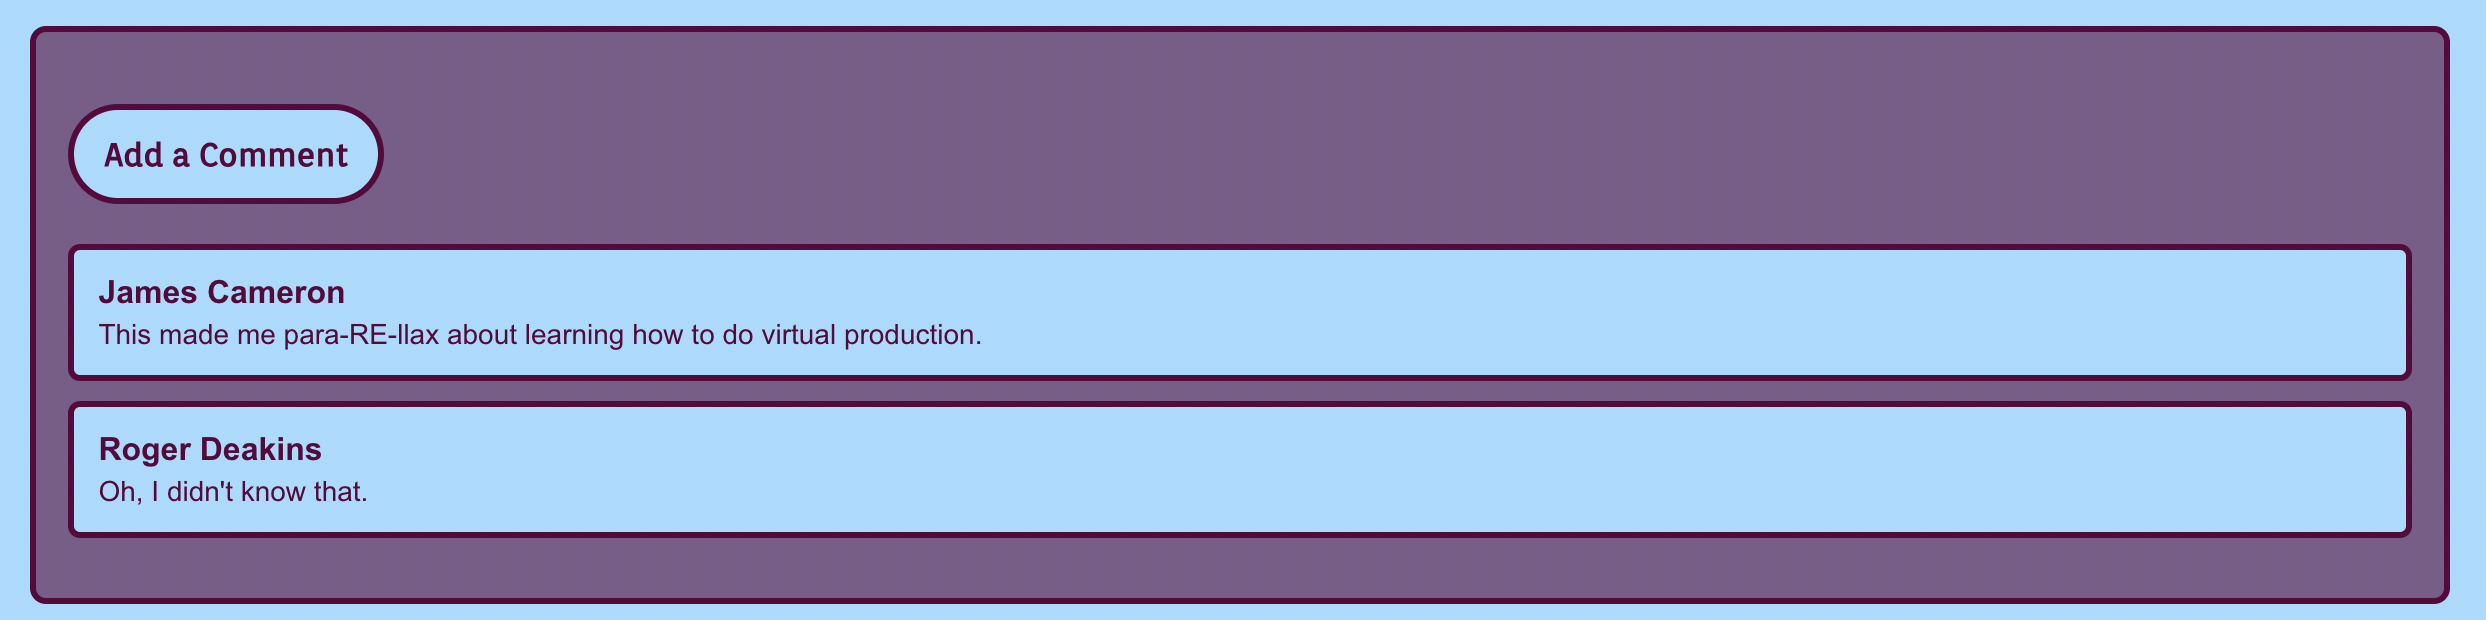 Add a Comment
James Cameron
This made me para-RE-llax about learning how to do virtual production.
Roger Deakins
Oh, I didn't know that.